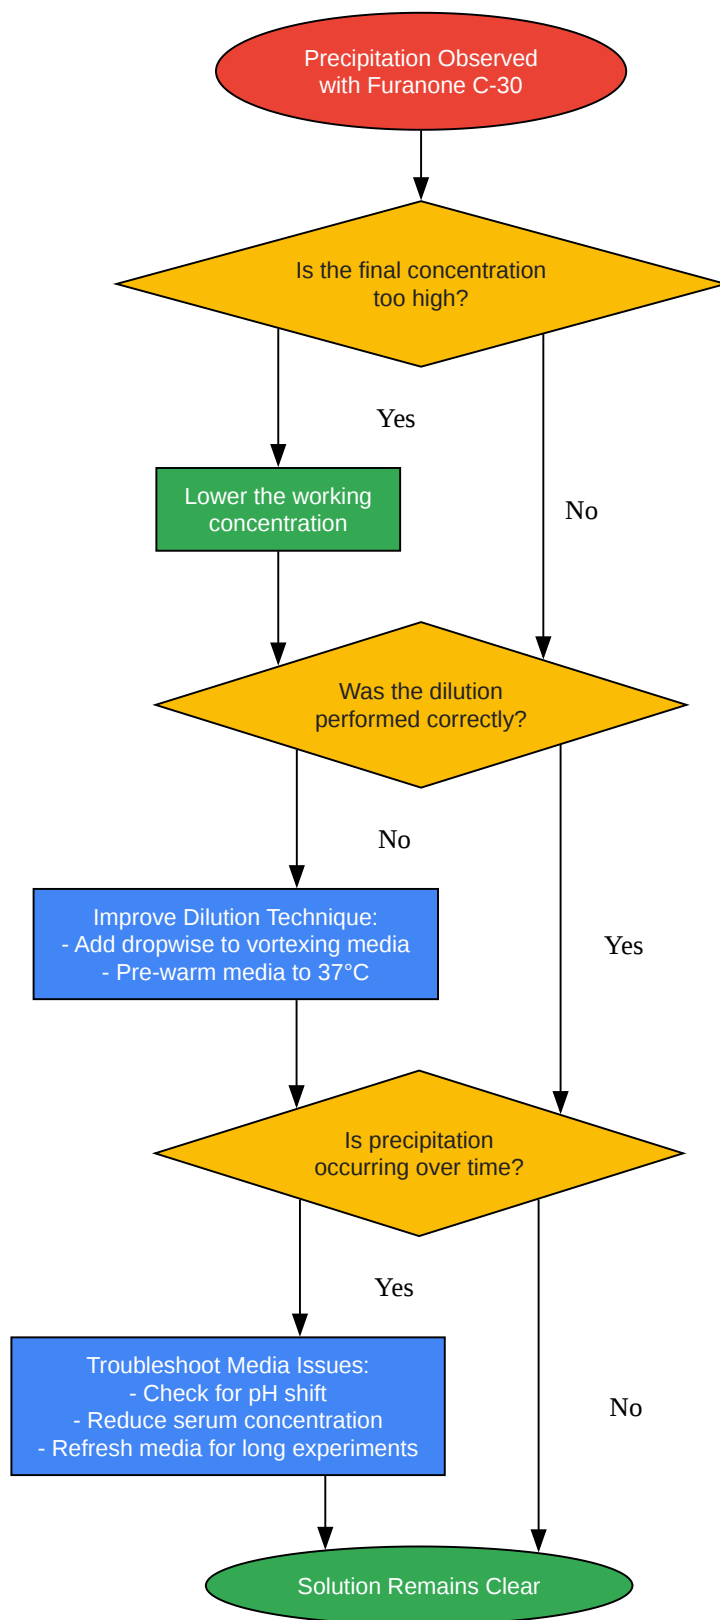 Precipitation Observed
with Furanone C-30
Is the final concentration
too high?
Yes
Lower the working
concentration
No
Was the dilution
performed correctly?
No
Improve Dilution Technique:
- Add dropwise to vortexing media
- Pre-warm media to 37°C
Yes
Is precipitation
occurring over time?
Yes
Troubleshoot Media Issues:
- Check for pH shift
- Reduce serum concentration
- Refresh media for long experiments
No
Solution Remains Clear